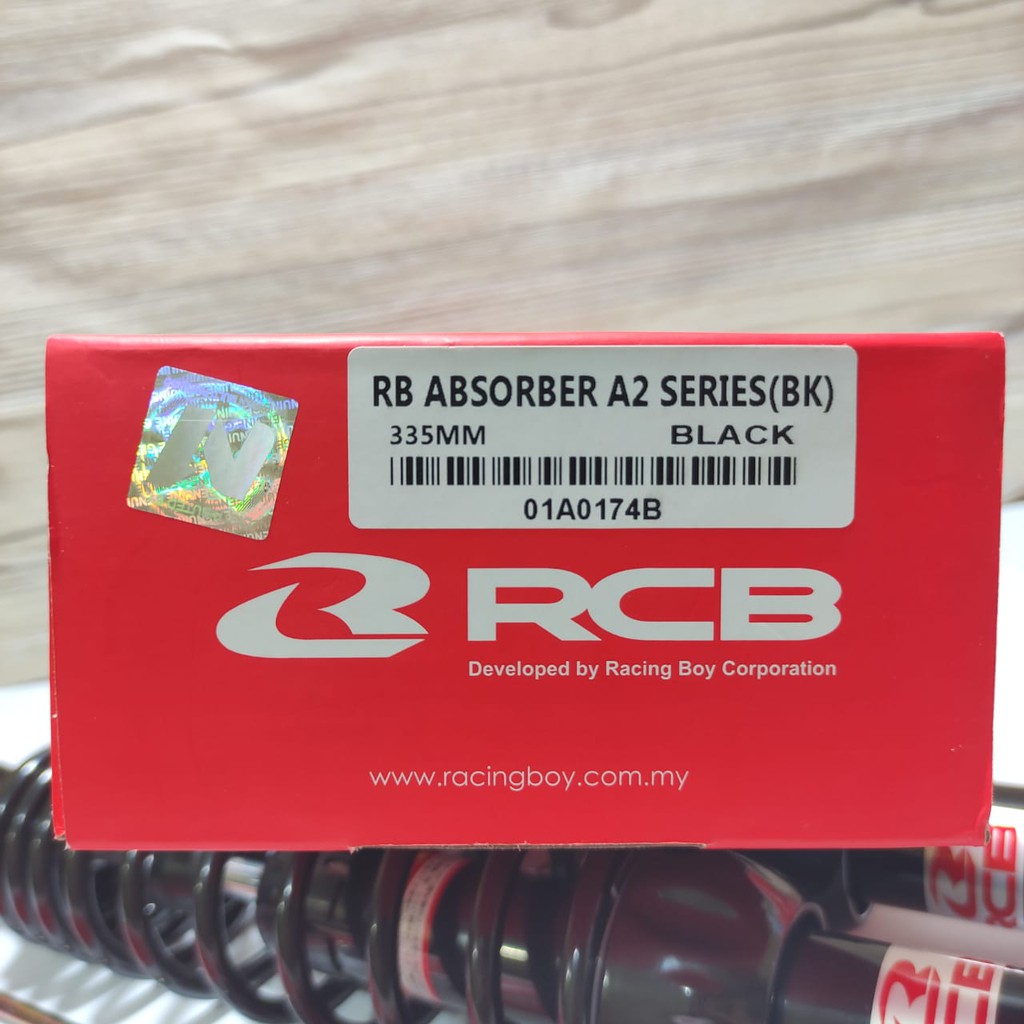 RB ABSORBER A2 SERIES(BK)
335MM BLACK
01A0174B
RCB
Developed by Racing Boy Corporation
www.racingboy.com.my